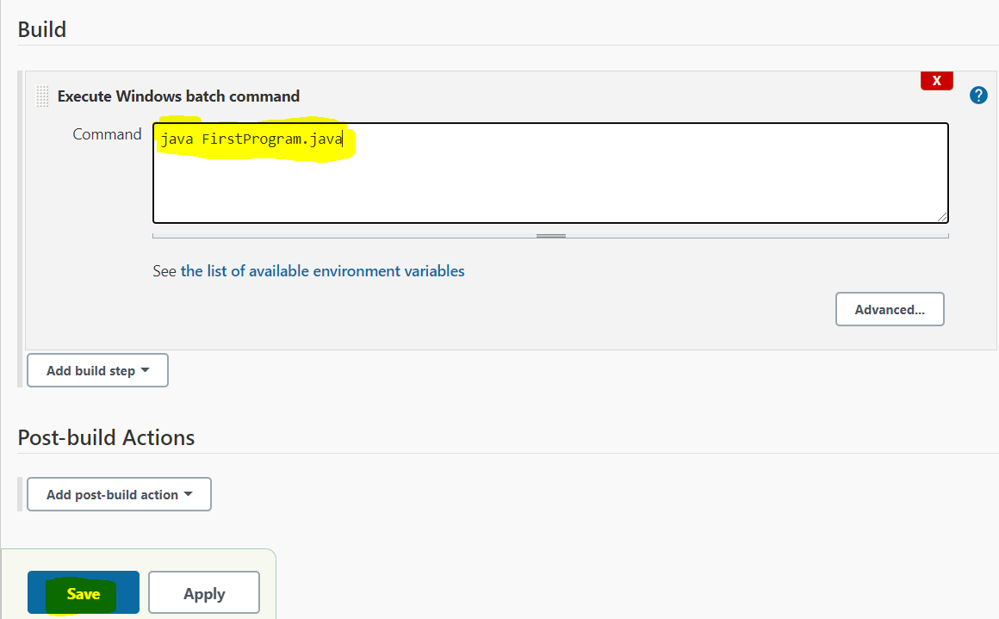 Build
Execute Windows batch command
X
?
Command
java FirstProgram.java
See the list of available environment variables
Advanced...
Add build step
Post-build Actions
Add post-build action
Save
Apply